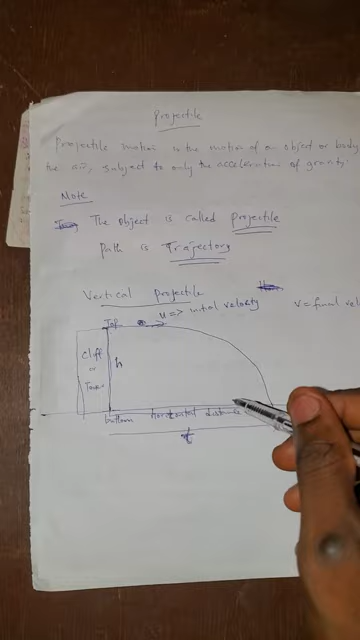 Projectile
Projectile motion is the motion of an object or body
the air, subject to only the acceleration of gravity.
Note
The object is called Projectile
path is Trajectory
Vertical projectile
u => initial velocity
v = final vel
Top
Cliff
or
h
bottom horizontal distance